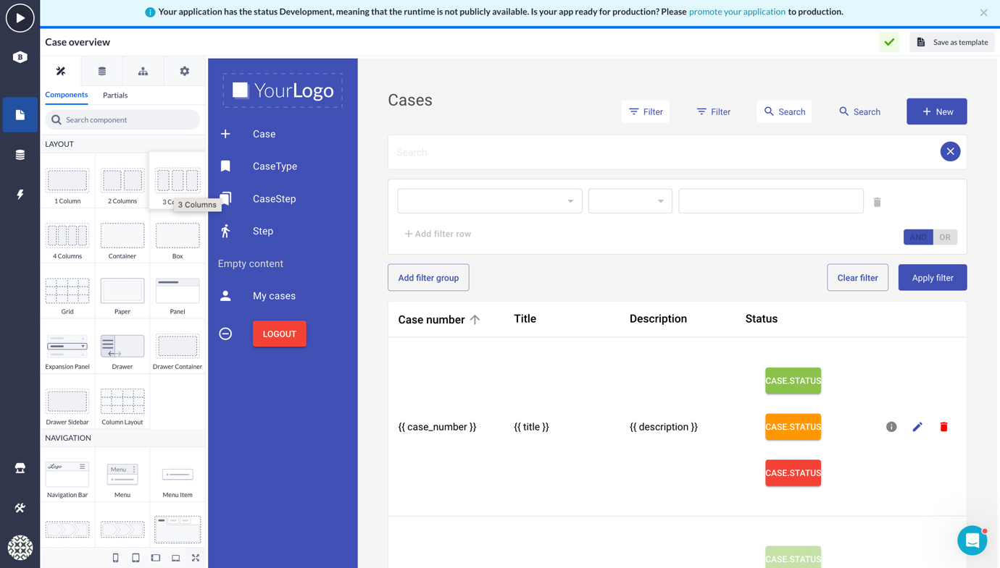 Your application has the status Development, meaning that the runtime is not publicly available. Is your app ready for production? Please promote your application to production.
Case overview
Save as template
Components
Partials
Search component
LAYOUT
1 Column
2 Columns
3 Co
3 Columns
4 Columns
Container
Box
Grid
Paper
Panel
Expansion Panel
Drawer
Drawer Container
Drawer Sidebar
Column Layout
NAVIGATION
Logo
Menu
Navigation Bar
Menu
Menu Item
YourLogo
Case
CaseType
CaseStep
Step
Empty content
My cases
LOGOUT
Cases
Filter
Filter
Search
Search
New
Search
Add filter row
AND
OR
Add filter group
Clear filter
Apply filter
Case number
Title
Description
Status
CASE.STATUS
{{ case_number }}
{{ title }}
{{ description }}
CASE.STATUS
CASE.STATUS
CASE.STATUS